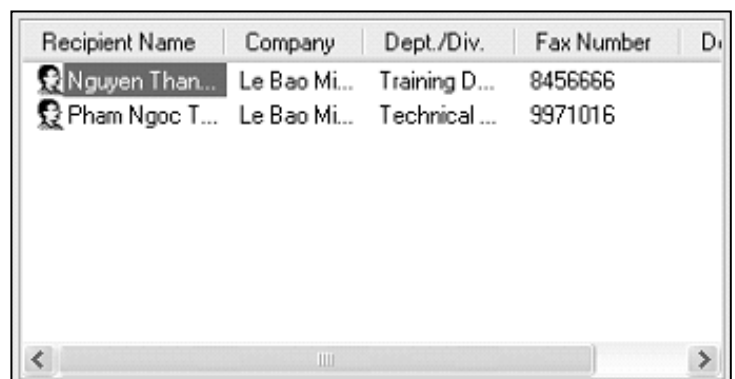 Recipient Name Company Dept./Div. Fax Number
Nguyen Than... Le Bao Mi... Training D... 8456666
Pham Ngoc T... Le Bao Mi... Technical ... 9971016